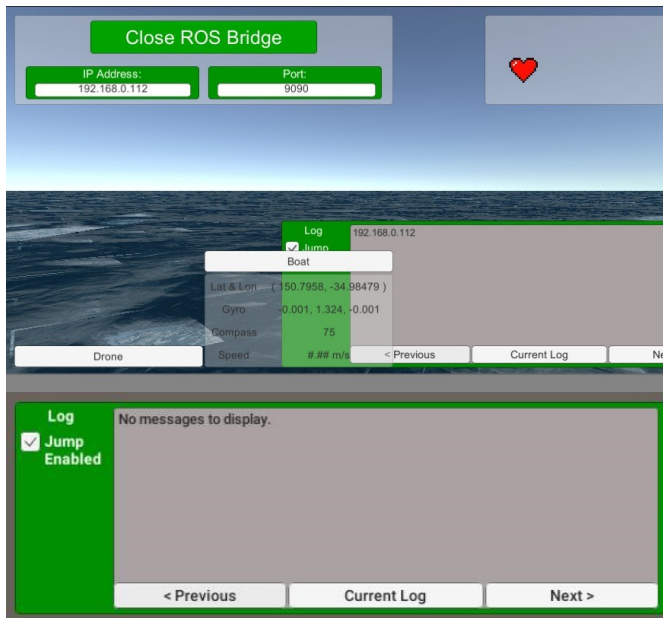 Close ROS Bridge
IP Address:
192.168.0.112
Port:
9090
Log
192.168.0.112
Jump
Boat
Lat & Lon ( 150.7958, -34.98479 )
Gyro -0.001, 1.324, -0.001
Compass 75
Speed #.## m/s
< Previous
Current Log
Ne
Drone
Log
No messages to display.
Jump
Enabled
< Previous
Current Log
Next >